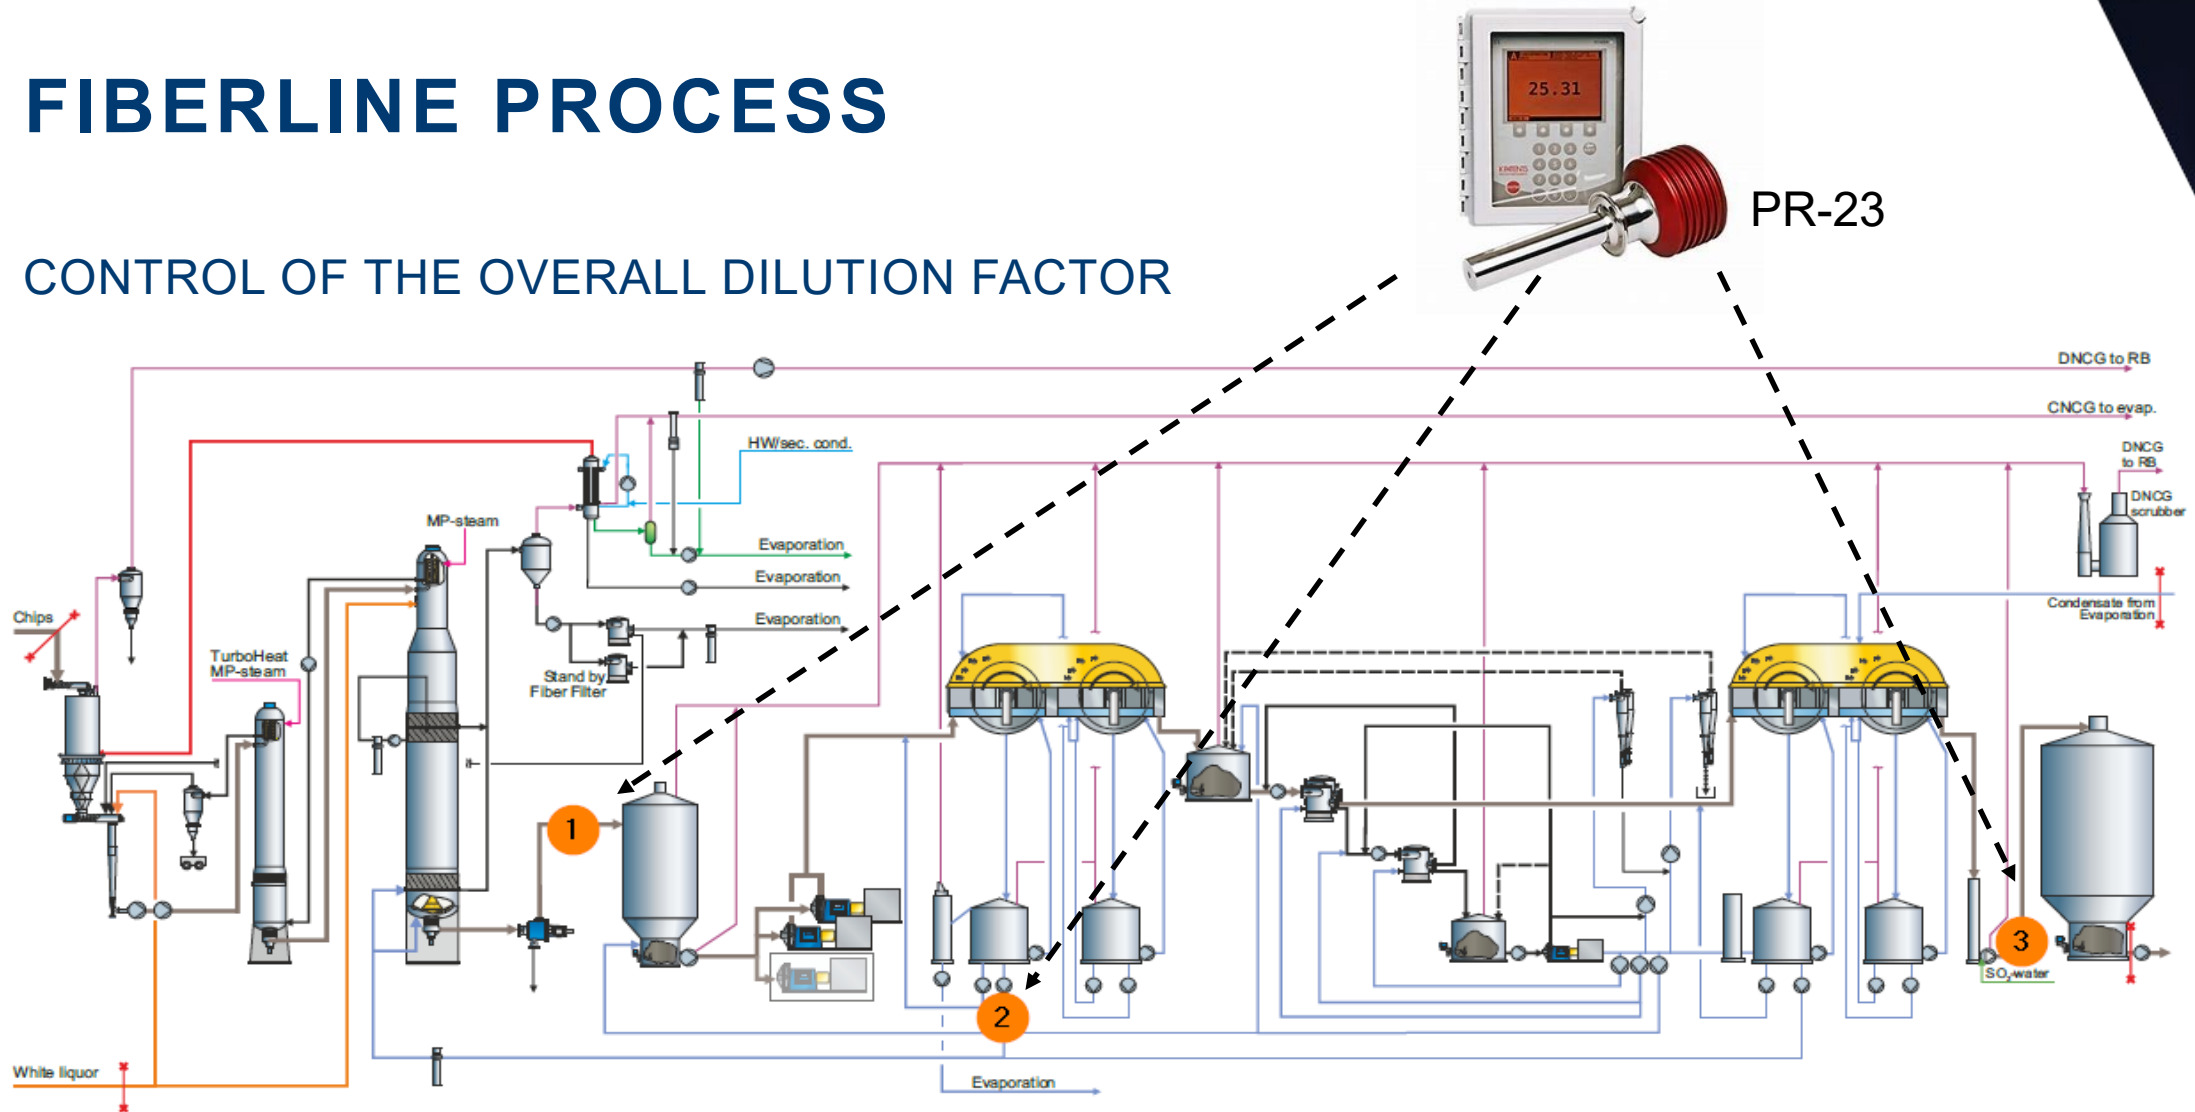 FIBERLINE PROCESS
25.31
PR-23
CONTROL OF THE OVERALL DILUTION FACTOR
DNCG to RB
CNCG to evap.
HW/sec. cond.
DNCG
to RB
DNCG
scrubber
MP-steam
Evaporation
Evaporation
Evaporation
Condensate from
Evaporation
Chips
TurboHeat
MP-steam
Stand by
Fiber Filter
1
3
SO₂-water
2
White liquor
Evaporation